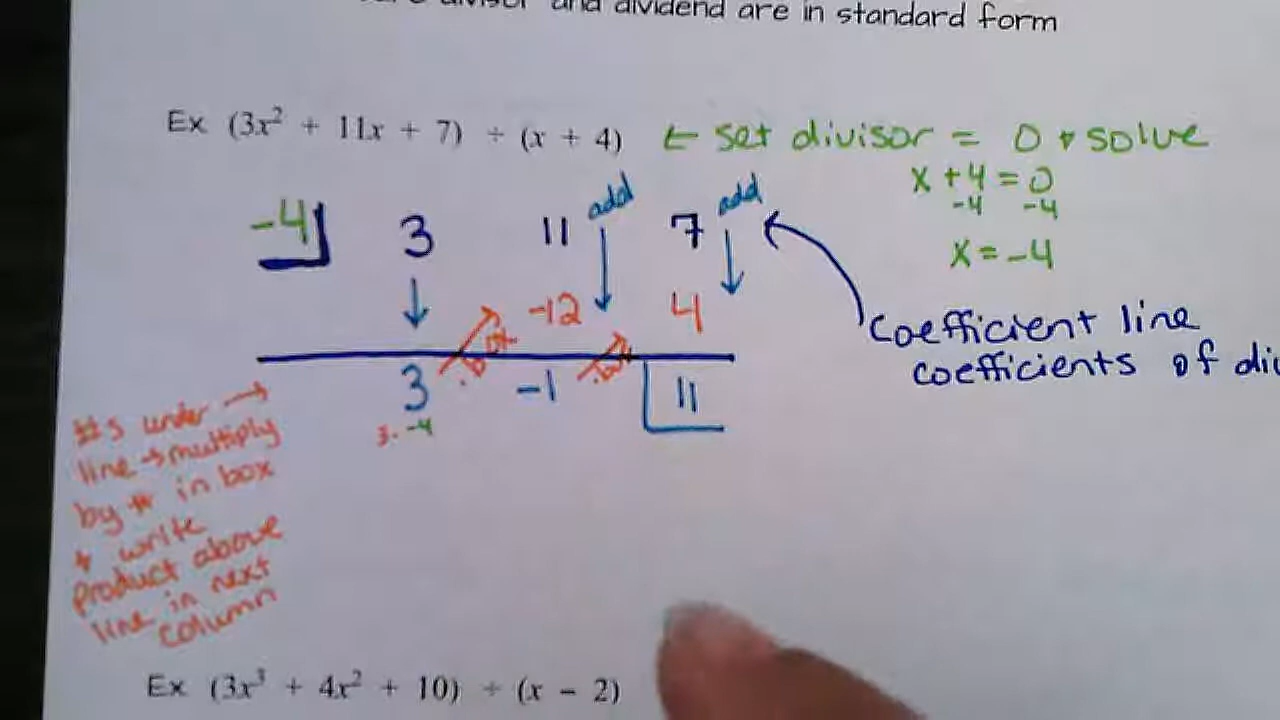 divisor and dividend are in standard form
Ex (3x² + 11x + 7) ÷ (x + 4) ← set divisor = 0 + solve
x + 4 = 0
-4 -4
x = -4
add add
-4 3 11 7
-12 4
Coefficient line
coefficients of
3 -1 11
3· -4
#s under →
line → multiply
by # in box
+ write
product above
line in next
column
Ex (3x³ + 4x² + 10) ÷ (x - 2)